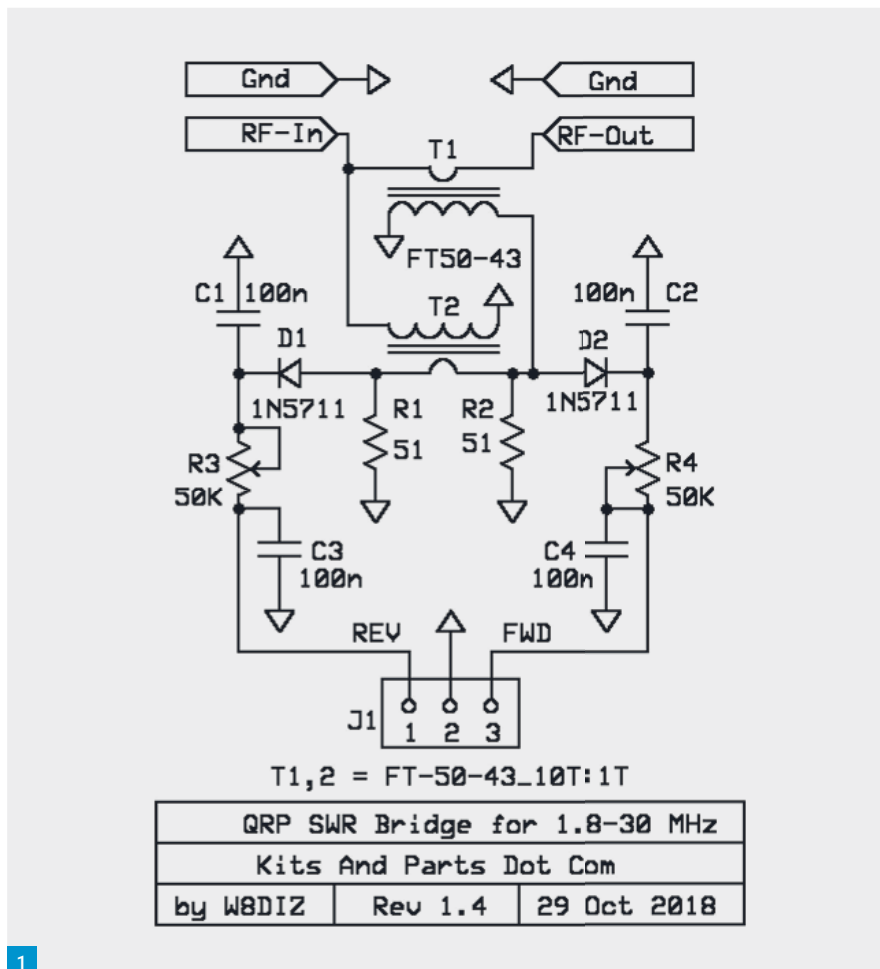 Gnd Gnd
RF-In RF-Out
T1
FT50-43
C1 100n 100n C2
T2
D1 D2
1N5711 1N5711
R1 R2
51 51
R3 R4
50K 50K
C3 C4
100n 100n
REV FWD
J1
1 2 3
T1,2 = FT-50-43_10T:1T
QRP SWR Bridge for 1.8-30 MHz
Kits And Parts Dot Com
by W8DIZ Rev 1.4 29 Oct 2018
1